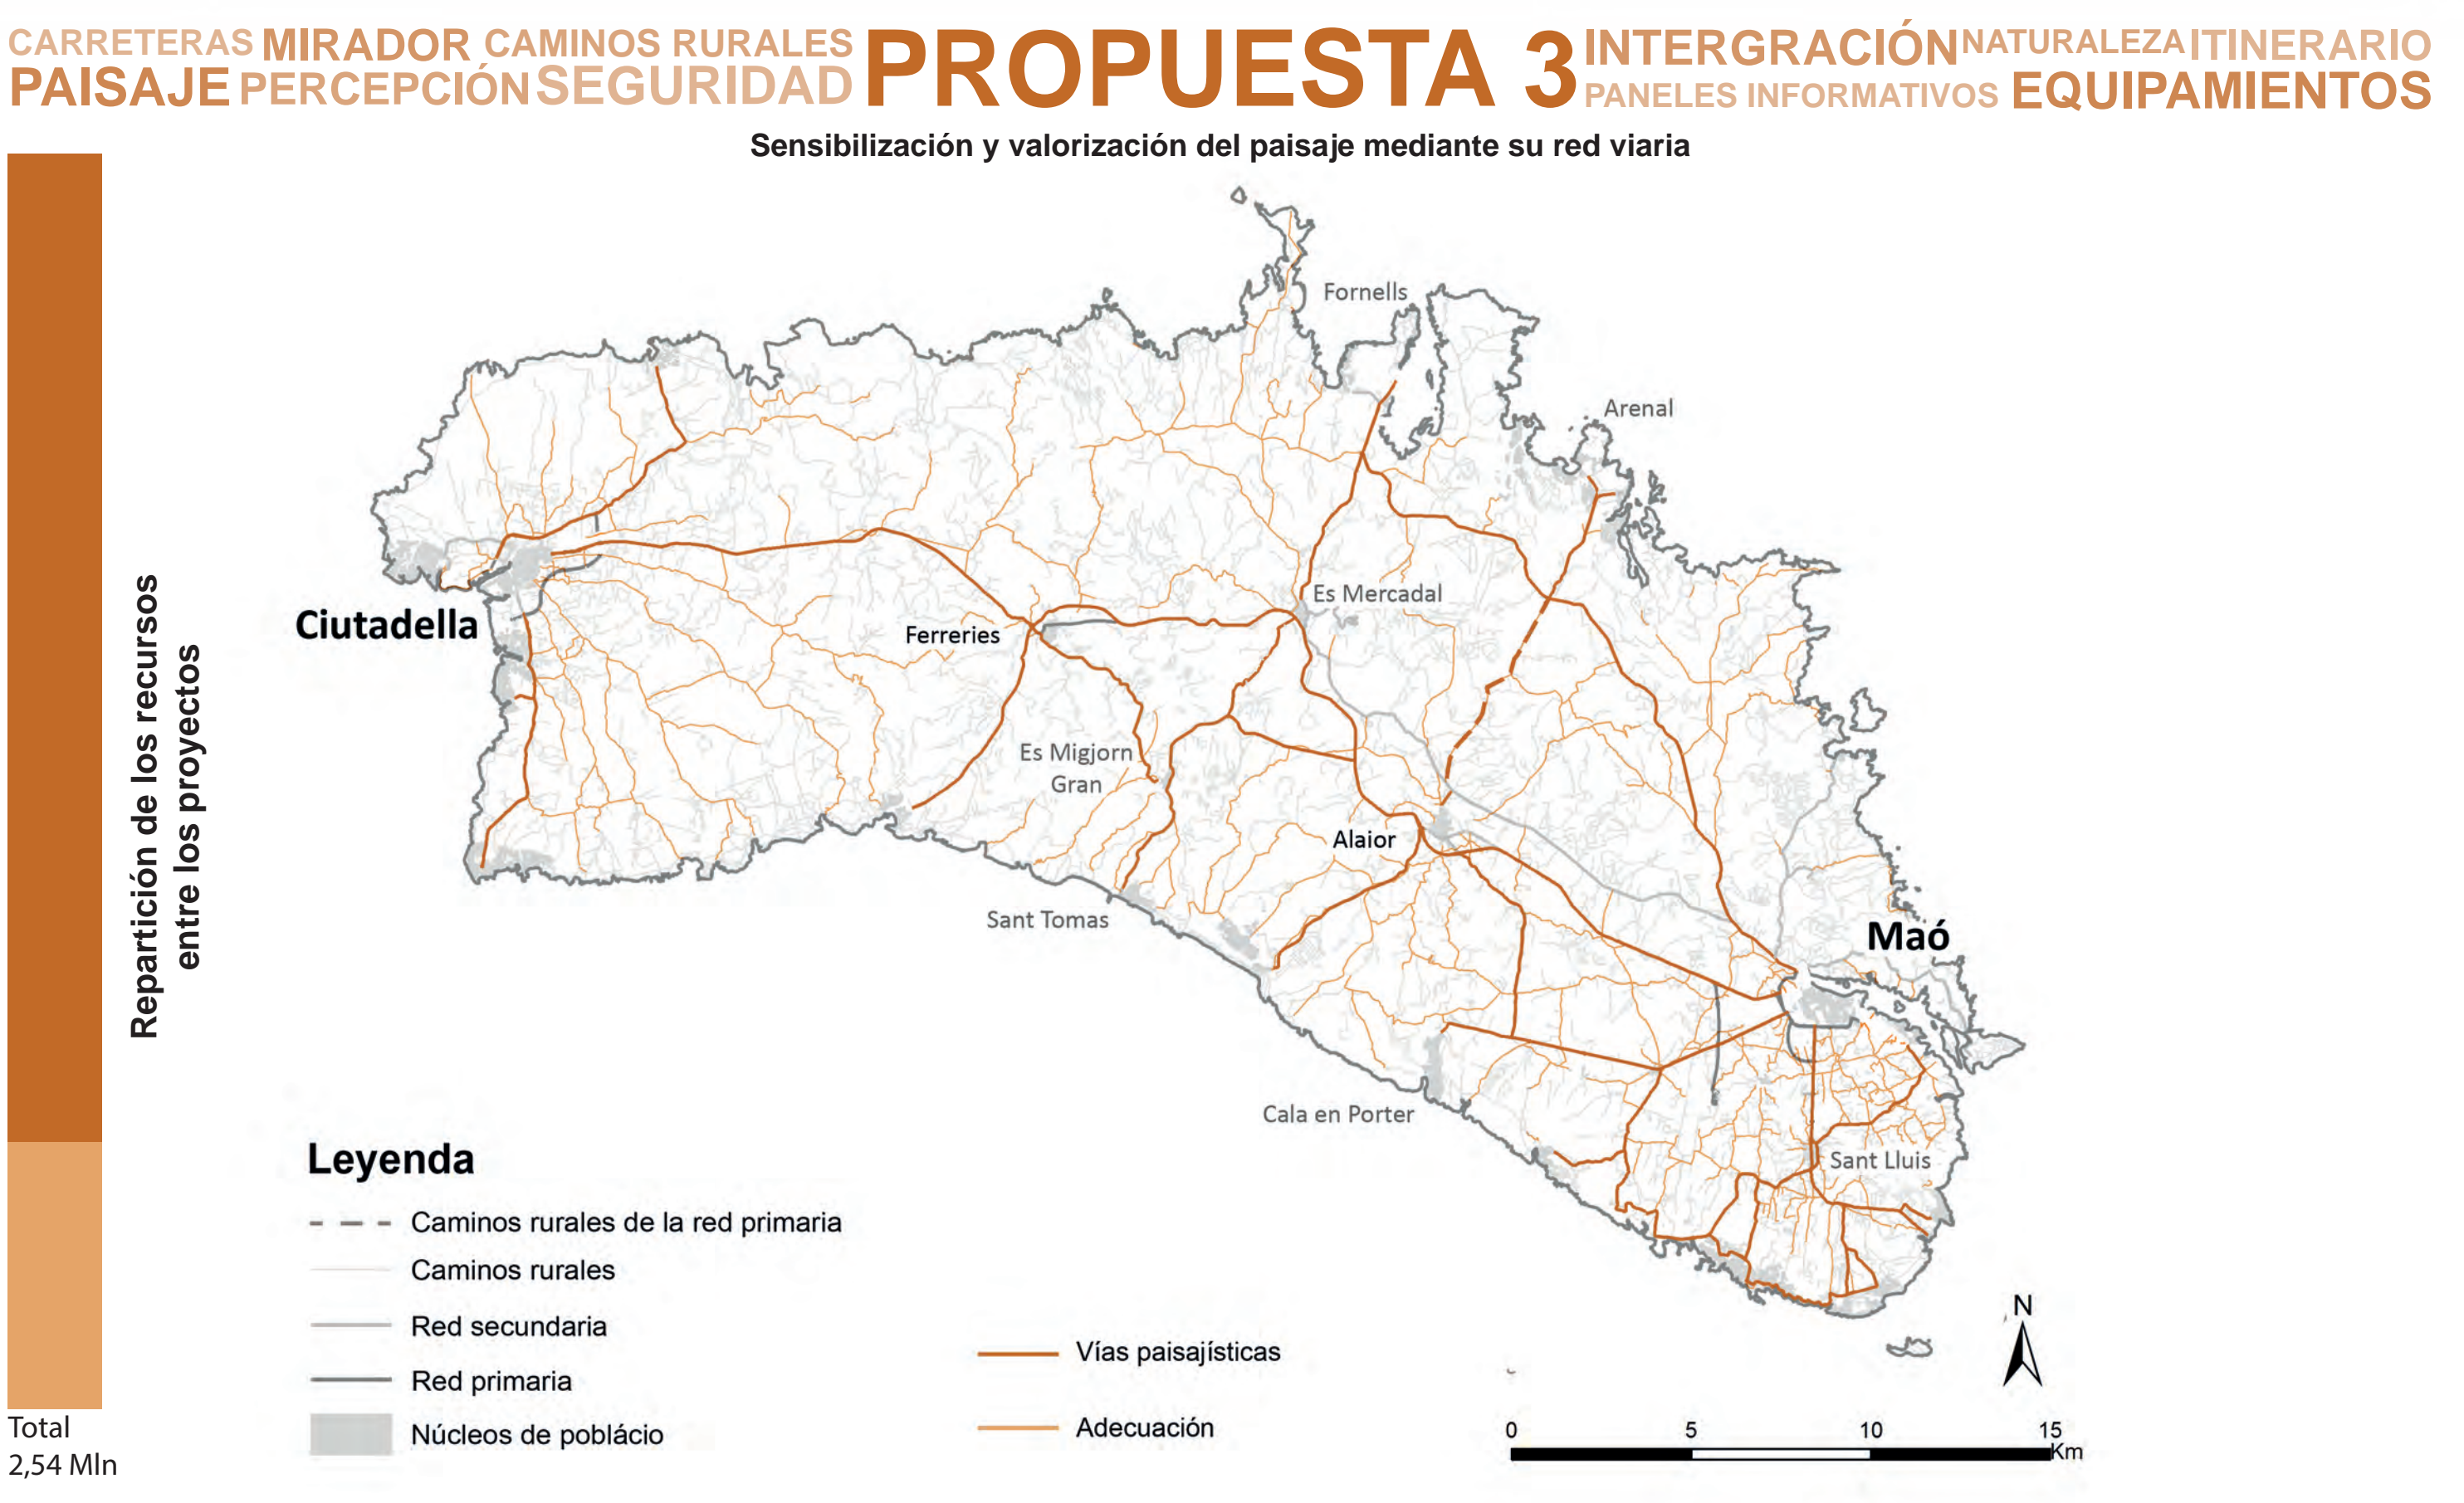 CARRETERAS MIRADOR CAMINOS RURALES PROPUESTA 3 INTERGRACIÓN NATURALEZA ITINERARIO
PAISAJE PERCEPCIÓN SEGURIDAD PANELES INFORMATIVOS EQUIPAMIENTOS
Sensibilización y valorización del paisaje mediante su red viaria
Repartición de los recursos
entre los proyectos
Total
2,54 Mln
Fornells
Arenal
Es Mercadal
Ciutadella
Ferreries
Es Migjorn
Gran
Alaior
Sant Tomas
Maó
Cala en Porter
Sant Lluis
Leyenda
Caminos rurales de la red primaria
Caminos rurales
Red secundaria
Red primaria
Núcleos de poblácio
Vías paisajísticas
Adecuación
N
0 5 10 15
Km